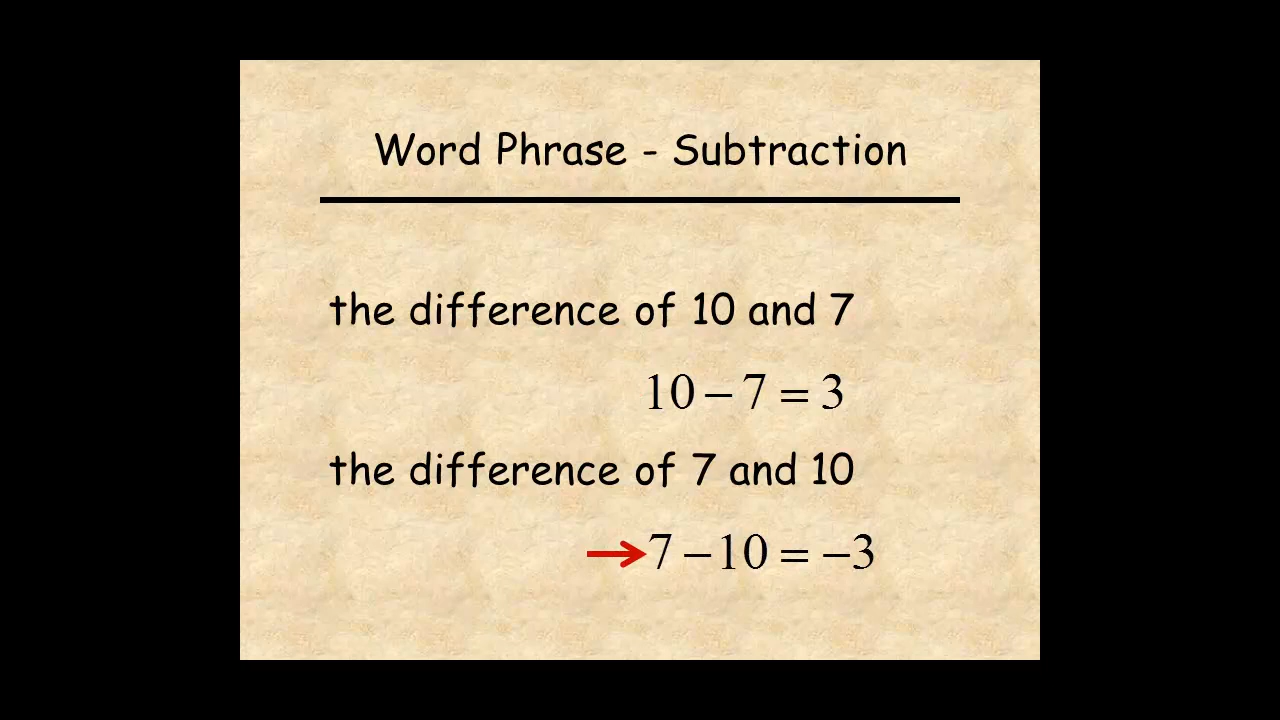 Word Phrase - Subtraction
the difference of 10 and 7
10 − 7 = 3
the difference of 7 and 10
7 − 10 = −3